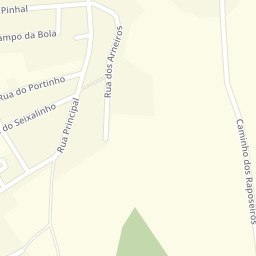 Pinhal
ampo da Bola
Rua do Portinho
do Seixalinho
Rua Principal
Rua dos Arneiros
Caminho dos Raposeiros